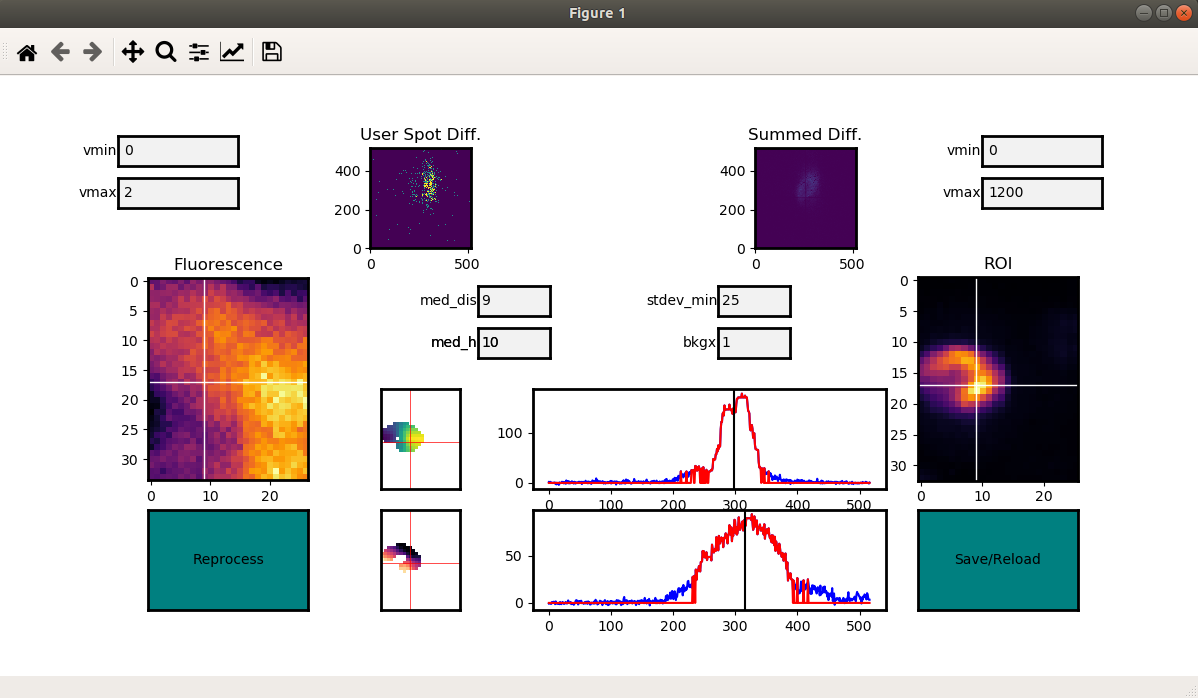 Figure 1
User Spot Diff.
Summed Diff.
vmin 0
vmax 2
400
200
0
0 500
400
200
0
0 500
vmin 0
vmax 1200
Fluorescence
0
5
10
15
20
25
30
0 10 20
med_dis 9
med_h 10
stdev_min 25
bkgx 1
ROI
0
5
10
15
20
25
30
0 10 20
100
0
0 100 200 300 400 500
50
0
0 100 200 300 400 500
Reprocess
Save/Reload